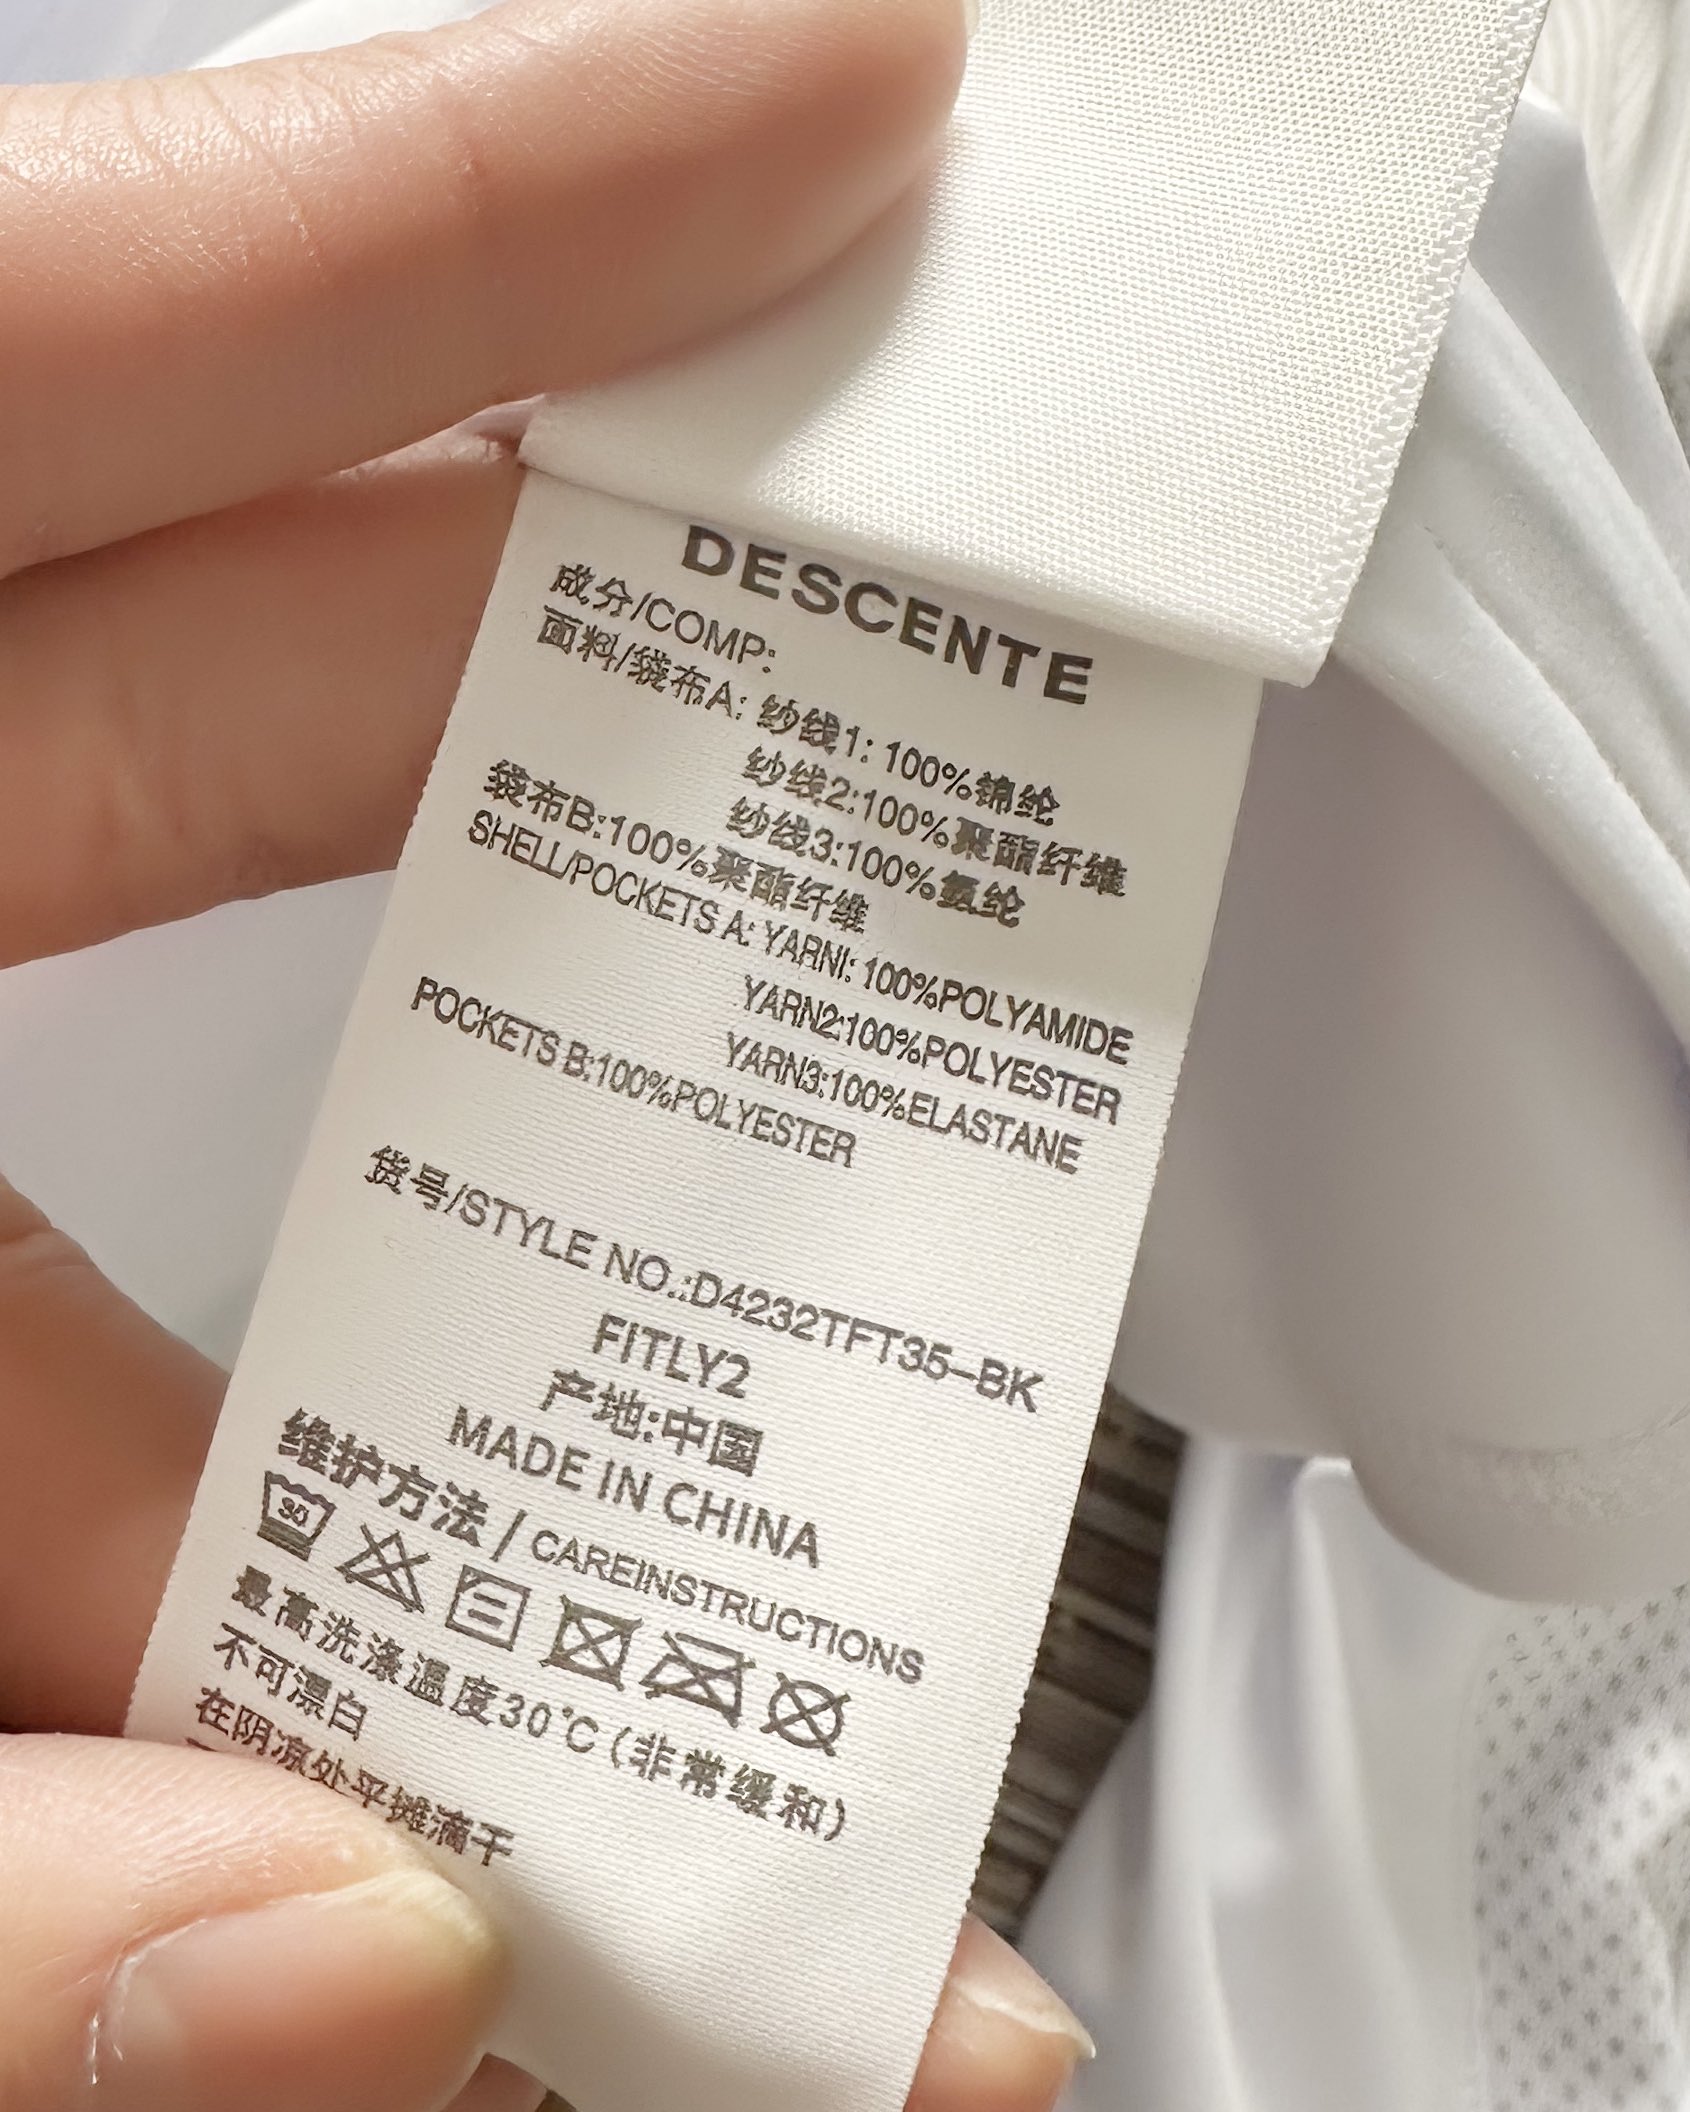 DESCENTE
成分/COMP:
面料/袋布A: 纱线1: 100%锦纶
纱线2:100%聚酯纤维
纱线3:100%氨纶
袋布B:100%聚酯纤维
SHELL/POCKETS A: YARN1: 100%POLYAMIDE
YARN2:100%POLYESTER
YARN3:100%ELASTANE
POCKETS B:100%POLYESTER
货号/STYLE NO.:D4232TFT35-BK
FITLY2
产地:中国
MADE IN CHINA
维护方法 / CAREINSTRUCTIONS
30
最高洗涤温度30℃(非常缓和)
不可漂白
在阴凉处平摊滴干